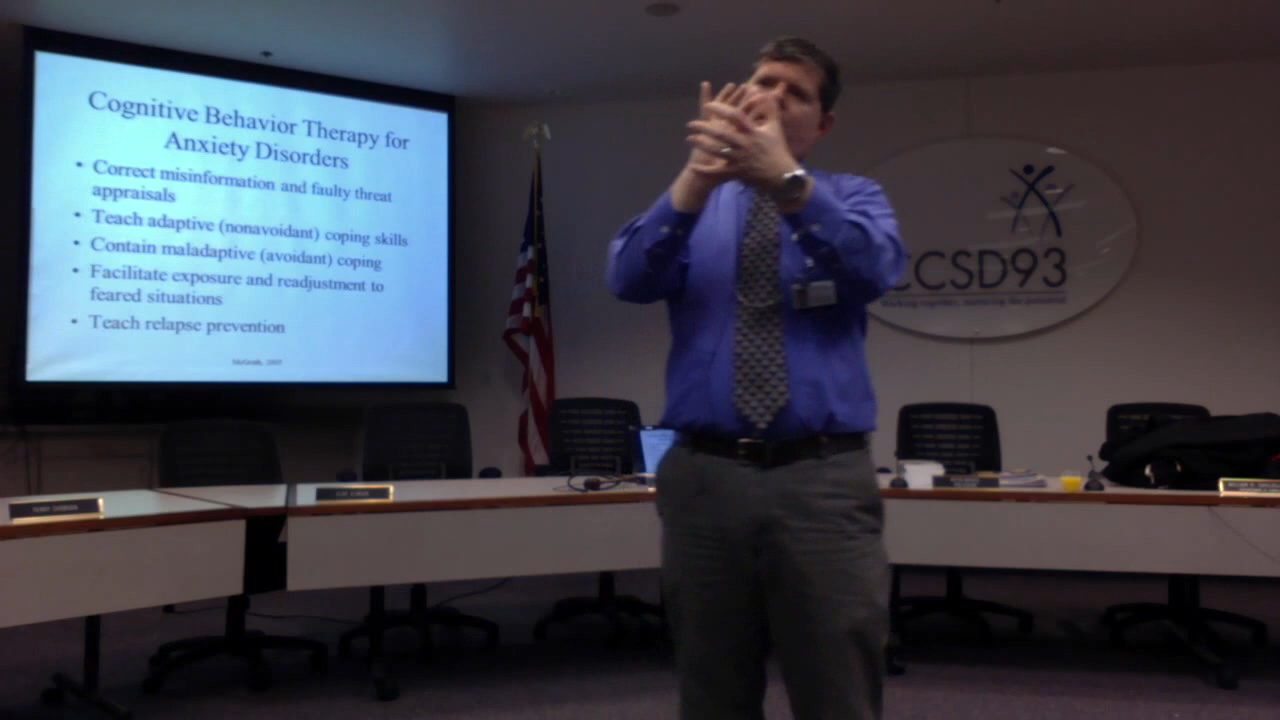 Cognitive Behavior Therapy for
Anxiety Disorders
• Correct misinformation and faulty threat
appraisals
• Teach adaptive (nonavoidant) coping skills
• Contain maladaptive (avoidant) coping
• Facilitate exposure and readjustment to
feared situations
• Teach relapse prevention
CCSD93